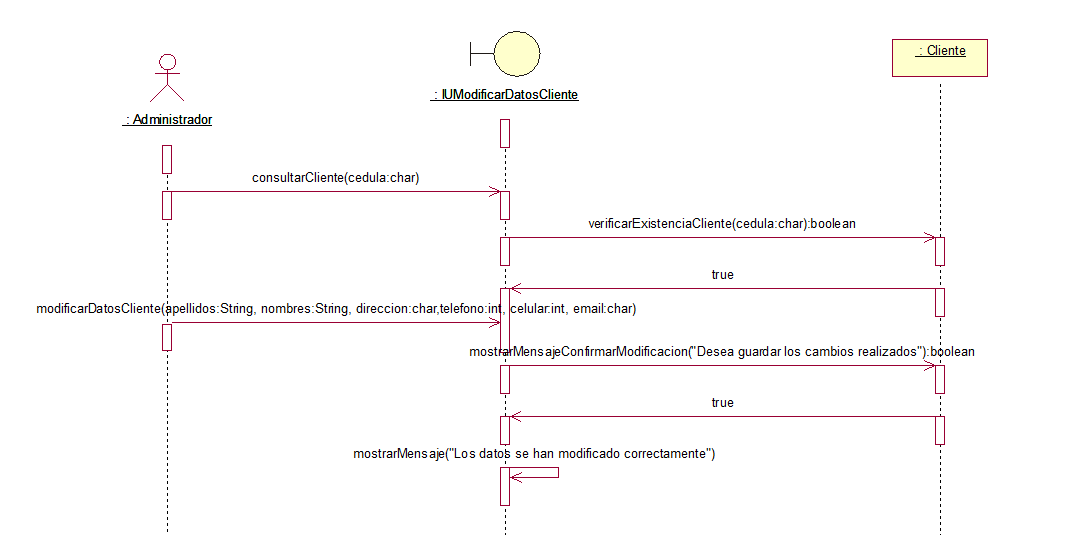 : Cliente
: IUModificarDatosCliente
: Administrador
consultarCliente(cedula:char)
verificarExistenciaCliente(cedula:char):boolean
true
modificarDatosCliente(apellidos:String, nombres:String, direccion:char,telefono:int, celular:int, email:char)
mostrarMensajeConfirmarModificacion("Desea guardar los cambios realizados"):boolean
true
mostrarMensaje("Los datos se han modificado correctamente")